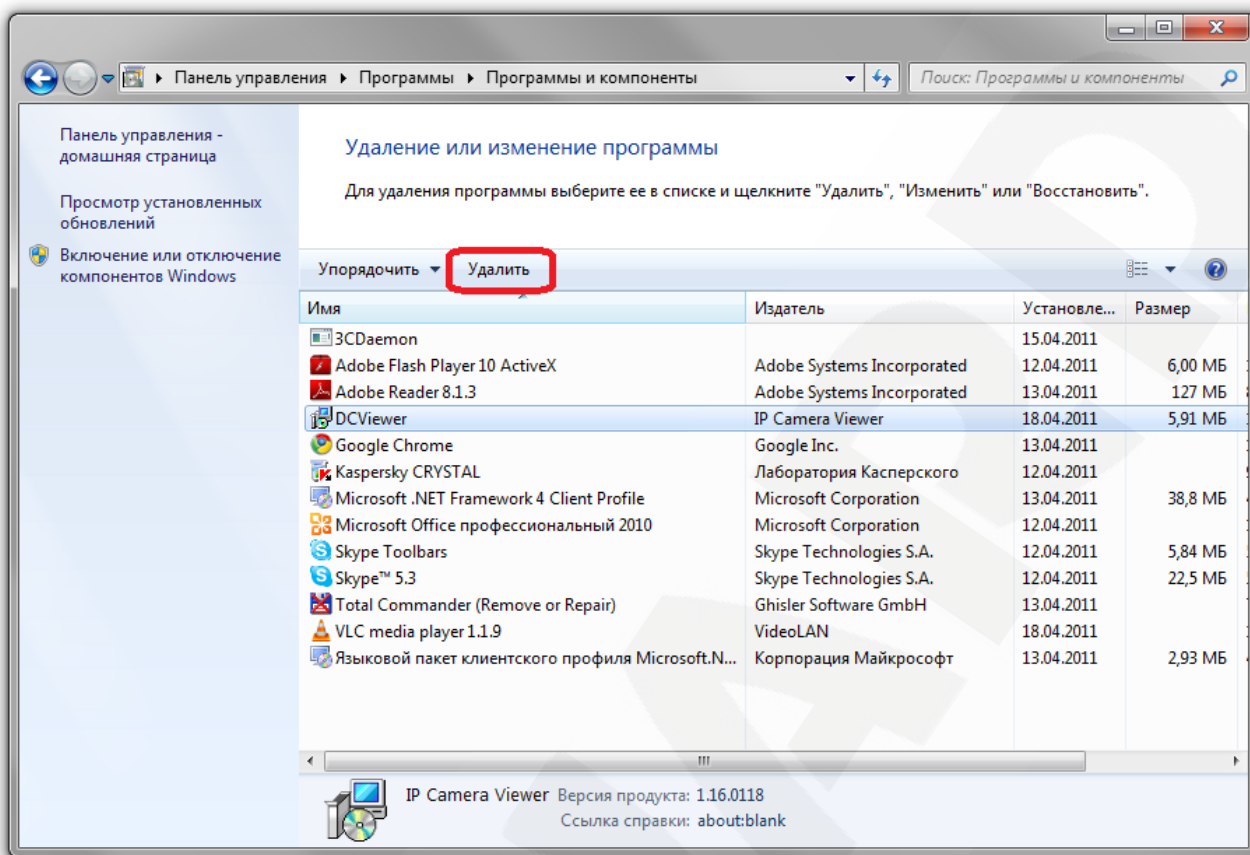 Панель управления Программы Программы и компоненты
Поиск: Программы и компоненты
Панель управления -
домашняя страница
Просмотр установленных
обновлений
Включение или отключение
компонентов Windows
Удаление или изменение программы
Для удаления программы выберите ее в списке и щелкните "Удалить", "Изменить" или "Восстановить".
Упорядочить Удалить
Имя Издатель Установле... Размер
3CDaemon 15.04.2011
Adobe Flash Player 10 ActiveX Adobe Systems Incorporated 12.04.2011 6,00 МБ
Adobe Reader 8.1.3 Adobe Systems Incorporated 13.04.2011 127 МБ
DCViewer IP Camera Viewer 18.04.2011 5,91 МБ
Google Chrome Google Inc. 13.04.2011
Kaspersky CRYSTAL Лаборатория Касперского 12.04.2011
Microsoft .NET Framework 4 Client Profile Microsoft Corporation 13.04.2011 38,8 МБ
Microsoft Office профессиональный 2010 Microsoft Corporation 12.04.2011
Skype Toolbars Skype Technologies S.A. 12.04.2011 5,84 МБ
Skype™ 5.3 Skype Technologies S.A. 12.04.2011 22,5 МБ
Total Commander (Remove or Repair) Ghisler Software GmbH 13.04.2011
VLC media player 1.1.9 VideoLAN 18.04.2011
Языковой пакет клиентского профиля Microsoft.N... Корпорация Майкрософт 13.04.2011 2,93 МБ
IP Camera Viewer Версия продукта: 1.16.0118
Ссылка справки: about:blank